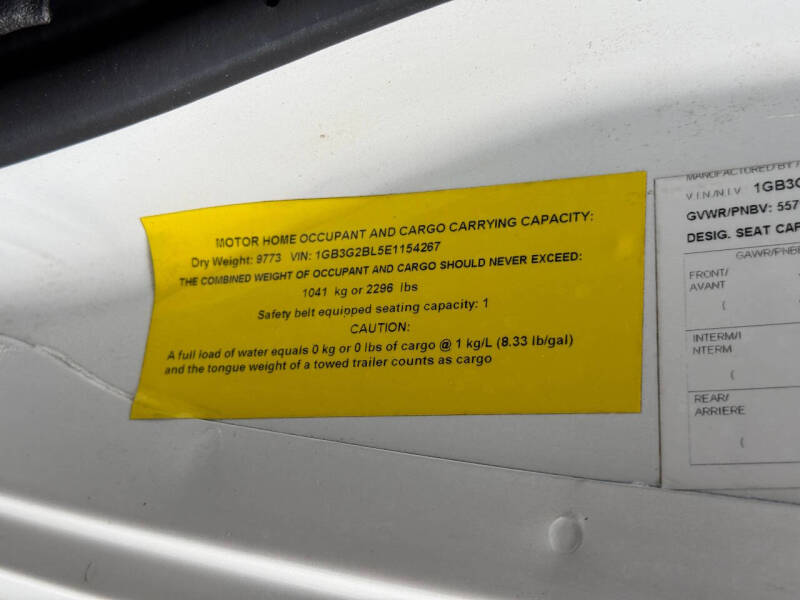 MOTOR HOME OCCUPANT AND CARGO CARRYING CAPACITY:
Dry Weight: 9773 VIN: 1GB3G2BL5E1154267
THE COMBINED WEIGHT OF OCCUPANT AND CARGO SHOULD NEVER EXCEED:
1041 kg or 2296 lbs
Safety belt equipped seating capacity: 1
CAUTION:
A full load of water equals 0 kg or 0 lbs of cargo @ 1 kg/L (8.33 lb/gal)
and the tongue weight of a towed trailer counts as cargo
MANUFACTURED BY
V.I.N./N.I.V. 1GB3G
GVWR/PNBV: 557
DESIG. SEAT CAP
GAWR/PNBE
FRONT/
AVANT
(
INTERM/I
NTERM
(
REAR/
ARRIERE
(